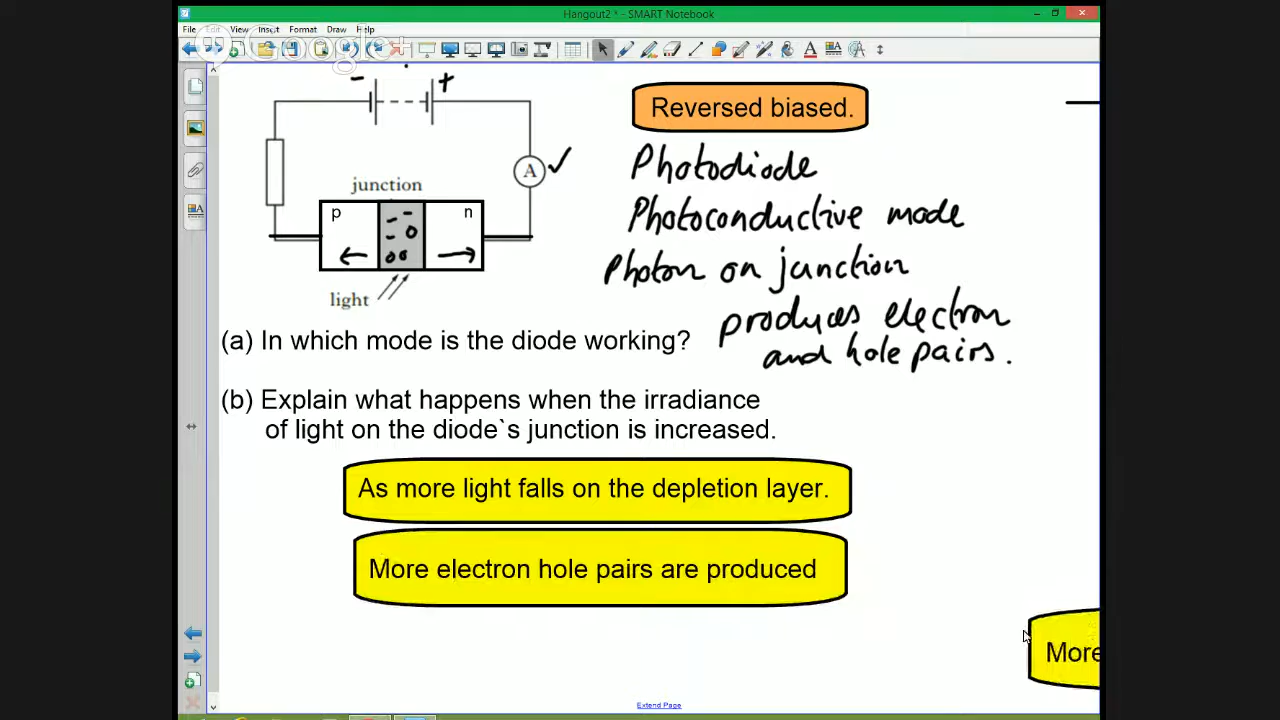 Hangout2 * - SMART Notebook
File Edit View Insert Format Draw Help
Google+
- +
Reversed biased.
A
Photodiode
junction
p n
Photoconductive mode
Photon on junction
light
produces electron
and hole pairs.
(a) In which mode is the diode working?
(b) Explain what happens when the irradiance
of light on the diode`s junction is increased.
As more light falls on the depletion layer.
More electron hole pairs are produced
More
Extend Page